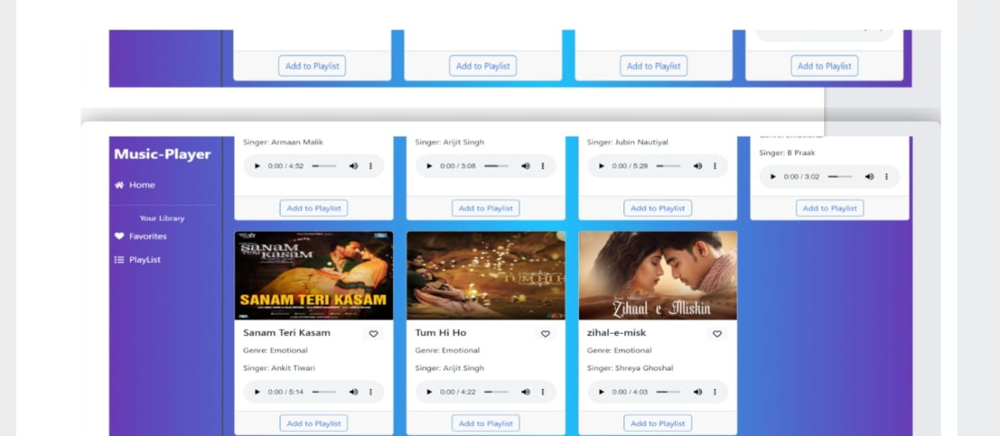 Add to Playlist
Add to Playlist
Add to Playlist
Add to Playlist
Music-Player
Home
Your Library
Favorites
PlayList
Singer: Armaan Malik
0:00 / 4:52
Add to Playlist
Singer: Arijit Singh
0:00 / 3:08
Add to Playlist
Singer: Jubin Nautiyal
0:00 / 5:29
Add to Playlist
Genre: Emotional
Singer: B Praak
0:00 / 3:02
Add to Playlist
SANAM
TERI KASAM
SANAM TERI KASAM
Sanam Teri Kasam
Genre: Emotional
Singer: Ankit Tiwari
0:00 / 5:14
Add to Playlist
TUM HI H
Tum Hi Ho
Genre: Emotional
Singer: Arijit Singh
0:00 / 4:22
Add to Playlist
Zihaal e Miskin
zihal-e-misk
Genre: Emotional
Singer: Shreya Ghoshal
0:00 / 4:03
Add to Playlist